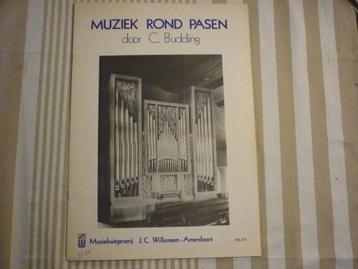 MUZIEK ROND PASEN
door C. Budding
Muziekuitgeverij J.C. Willemsen - Amersfoort